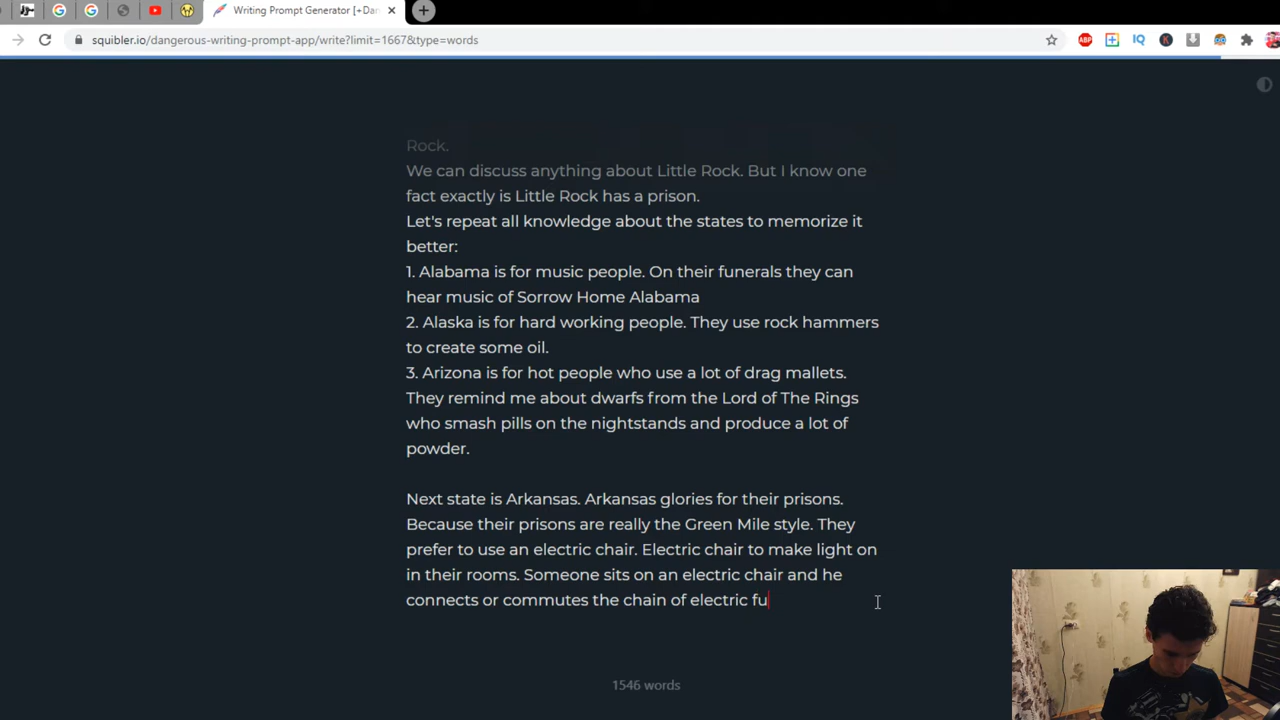 Writing Prompt Generator [+Dan
squibler.io/dangerous-writing-prompt-app/write?limit=1667&type=words
ABP
IQ
K
Rock.
We can discuss anything about Little Rock. But I know one
fact exactly is Little Rock has a prison.
Let's repeat all knowledge about the states to memorize it
better:
1. Alabama is for music people. On their funerals they can
hear music of Sorrow Home Alabama
2. Alaska is for hard working people. They use rock hammers
to create some oil.
3. Arizona is for hot people who use a lot of drag mallets.
They remind me about dwarfs from the Lord of The Rings
who smash pills on the nightstands and produce a lot of
powder.
Next state is Arkansas. Arkansas glories for their prisons.
Because their prisons are really the Green Mile style. They
prefer to use an electric chair. Electric chair to make light on
in their rooms. Someone sits on an electric chair and he
connects or commutes the chain of electric fu
1546 words